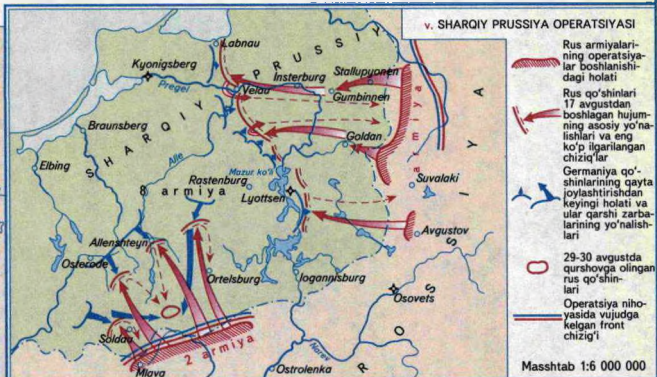 v. SHARQIY PRUSSIYA OPERATSIYASI
Rus armiyalari-
ning operatsiya-
lar boshlanishi-
dagi holati
Rus qo'shinlari
17 avgustdan
boshlagan hujum-
ning asosiy yo'na-
lishlari va eng
ko'p ilgarilangan
chiziq'lar
Germaniya qo'-
shinlarining qayta
joylashtirishdan
keyingi holati va
ular qarshi zarba-
larining yo'nalish-
lari
29-30 avgustda
qurshovga olingan
rus qo'shin-
lari
Operatsiya niho-
yasida vujudga
kelgan front
chizig'i
Masshtab 1:6 000 000
Labnau
Kyonigsberg
Pregel
Velau
Insterburg
Stallupyonen
Gumbinnen
Goldan
SHARQIY PRUSSIY
Braunsberg
Elbing
Alle
Mazur ko'li
Rastenburg
Lyottsen
8 armiya
armiya
Suvalaki
Avgustov
Allenshteyn
Osterode
Ortelsburg
Iogannisburg
Osovets
Soldau
2 armiya
Mlava
Narev
Ostrolenka
ROSSIYA